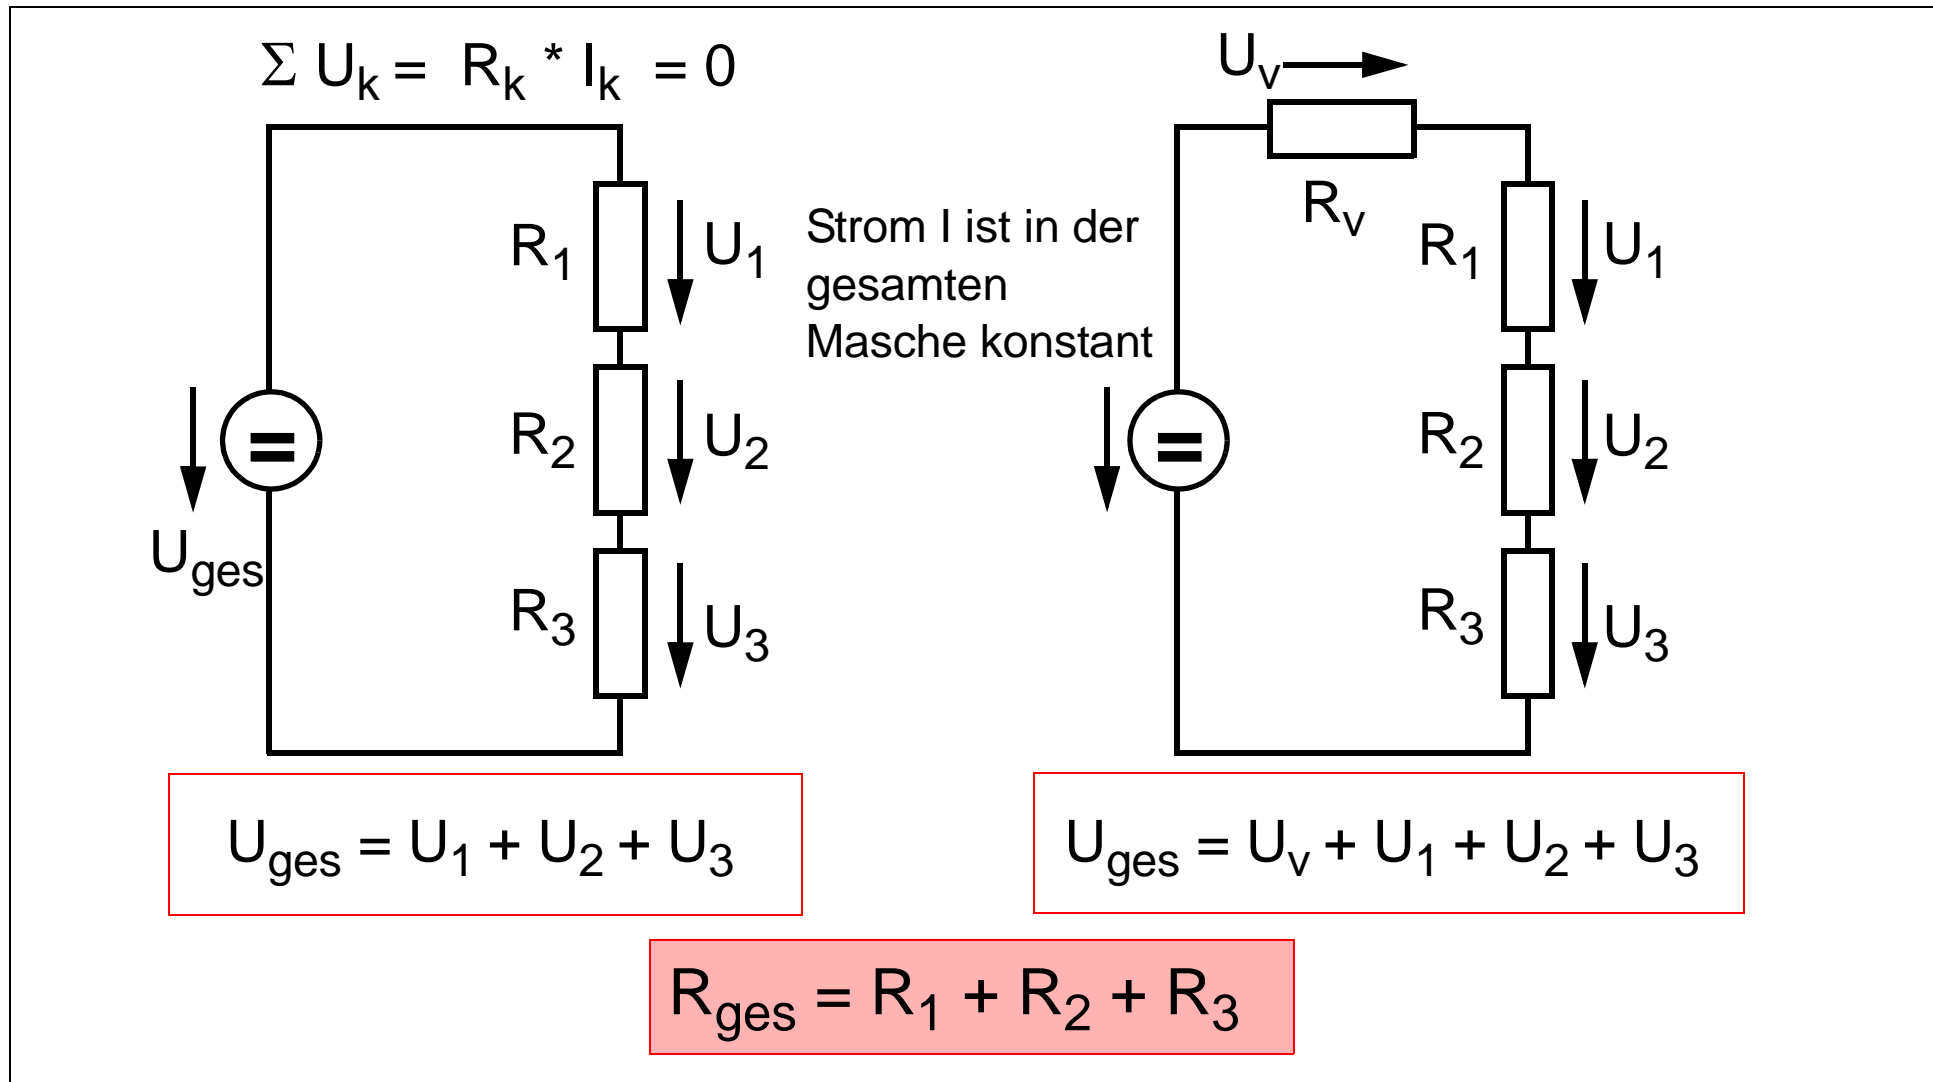 Σ Uk = Rk * Ik = 0
Uv
Rv
R1
U1
Strom I ist in der
gesamten
Masche konstant
R1
U1
=
R2
U2
=
R2
U2
Uges
R3
U3
R3
U3
Uges = U1 + U2 + U3
Uges = Uv + U1 + U2 + U3
Rges = R1 + R2 + R3